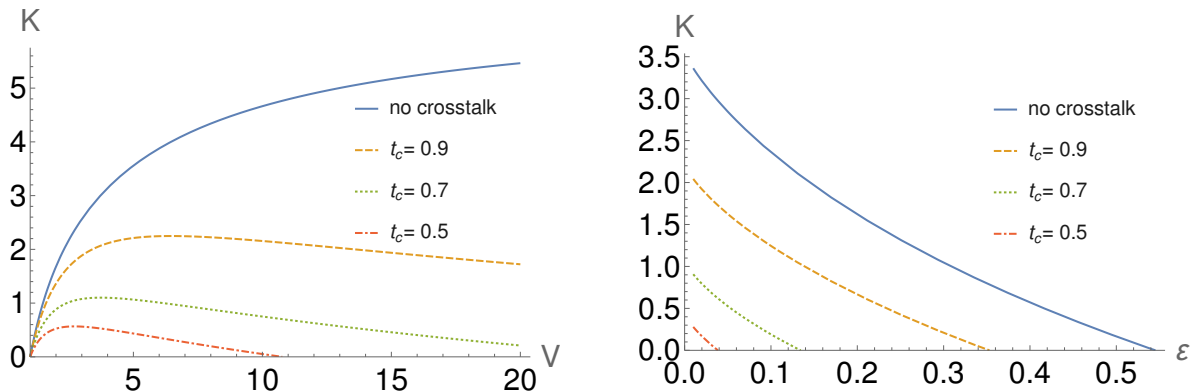 K
5
4
3
2
1
0
5
10
15
20
V
no crosstalk
t_c= 0.9
t_c= 0.7
t_c= 0.5
K
3.5
3.0
2.5
2.0
1.5
1.0
0.5
0.0
0.0
0.1
0.2
0.3
0.4
0.5
ε
no crosstalk
t_c= 0.9
t_c= 0.7
t_c= 0.5